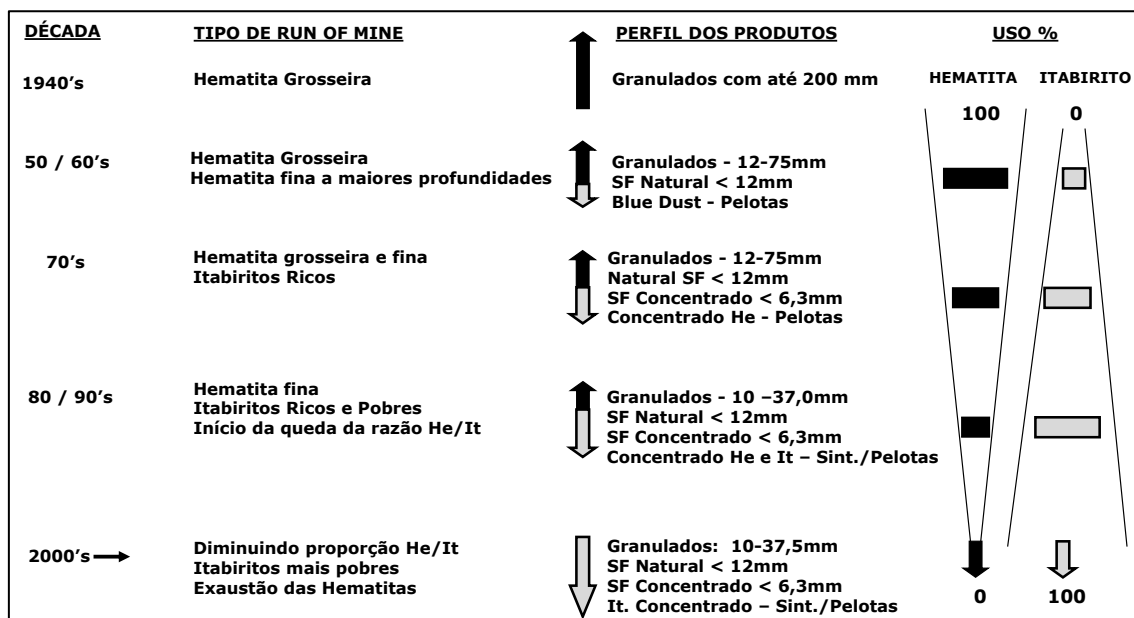 DÉCADA TIPO DE RUN OF MINE PERFIL DOS PRODUTOS USO %
1940’s Hematita Grosseira Granulados com até 200 mm HEMATITA ITABIRITO
100 0
50 / 60’s Hematita Grosseira Granulados - 12-75mm
Hematita fina a maiores profundidades SF Natural < 12mm
Blue Dust - Pelotas
70’s Hematita grosseira e fina Granulados - 12-75mm
Itabiritos Ricos Natural SF < 12mm
SF Concentrado < 6,3mm
Concentrado He - Pelotas
80 / 90’s Hematita fina Granulados - 10 –37,0mm
Itabiritos Ricos e Pobres SF Natural < 12mm
Início da queda da razão He/It SF Concentrado < 6,3mm
Concentrado He e It – Sint./Pelotas
2000’s Diminuindo proporção He/It Granulados: 10-37,5mm
Itabiritos mais pobres SF Natural < 12mm
Exaustão das Hematitas SF Concentrado < 6,3mm
It. Concentrado – Sint./Pelotas
0 100